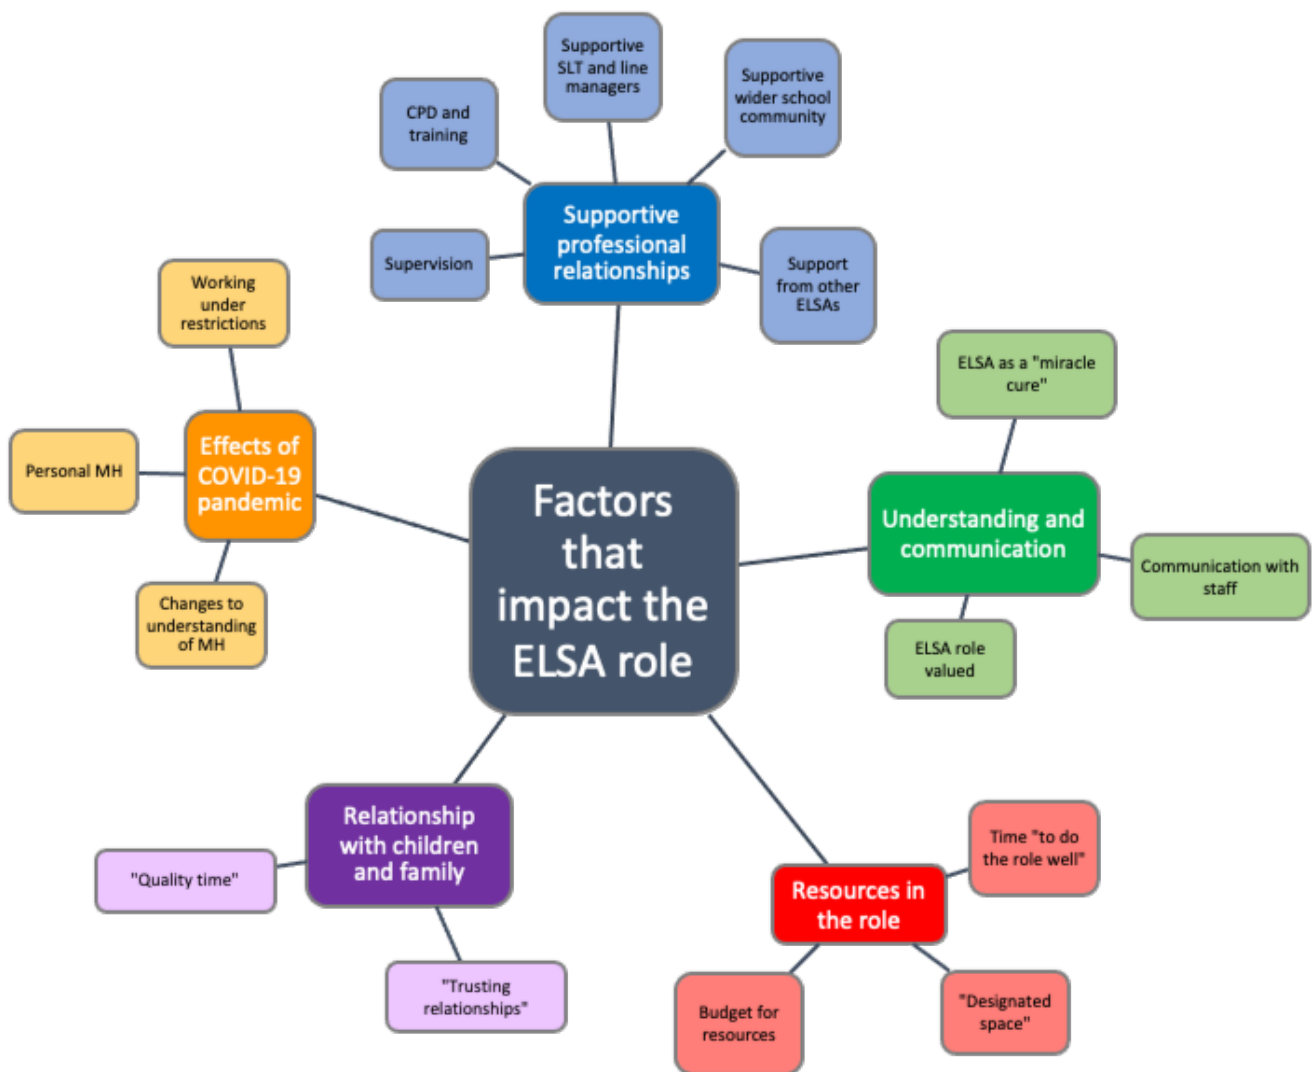 Supportive
SLT and line
managers
Supportive
wider school
community
CPD and
training
Supportive
professional
relationships
Supervision
Support
from other
ELSAs
Working
under
restrictions
ELSA as a "miracle
cure"
Effects of
COVID-19
pandemic
Personal MH
Factors
that
impact the
ELSA role
Understanding and
communication
Communication with
staff
Changes to
understanding
of MH
ELSA role
valued
Relationship
with children
and family
"Quality time"
"Trusting
relationships"
Time "to do
the role well"
Resources in
the role
Budget for
resources
"Designated
space"